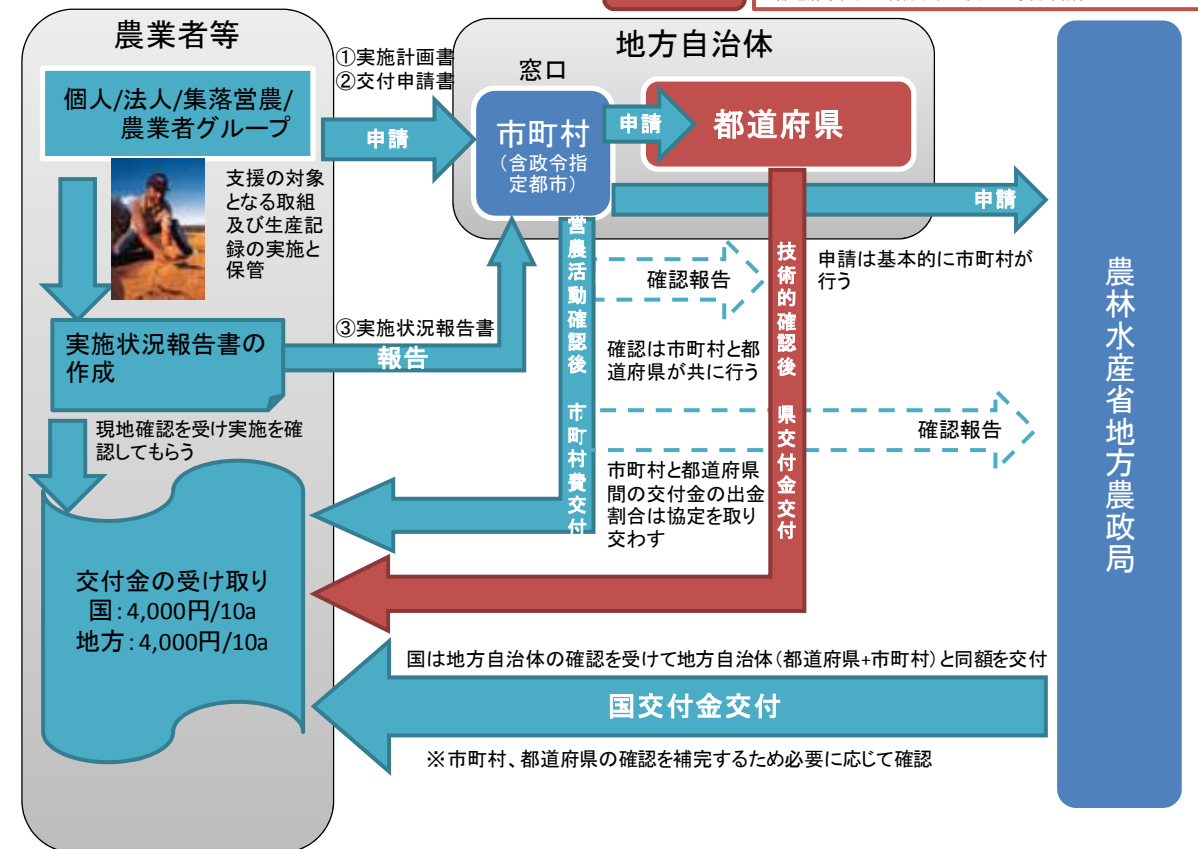 農業者等
個人/法人/集落営農/
農業者グループ
支援の対象
となる取組
及び生産記
録の実施と
保管
実施状況報告書の
作成
現地確認を受け実施を確
認してもらう
交付金の受け取り
国:4,000円/10a
地方:4,000円/10a
①実施計画書
②交付申請書
申請
③実施状況報告書
報告
地方自治体
窓口
市町村
(含政令指
定都市)
申請
都道府県
申請
申請は基本的に市町村が
行う
営農活動確認後 市町村費交付
技術的確認後 県交付金交付
確認報告
確認は市町村と都
道府県が共に行う
確認報告
市町村と都道府県
間の交付金の出金
割合は協定を取り
交わす
国は地方自治体の確認を受けて地方自治体(都道府県+市町村)と同額を交付
国交付金交付
※市町村、都道府県の確認を補完するため必要に応じて確認
農林水産省地方農政局